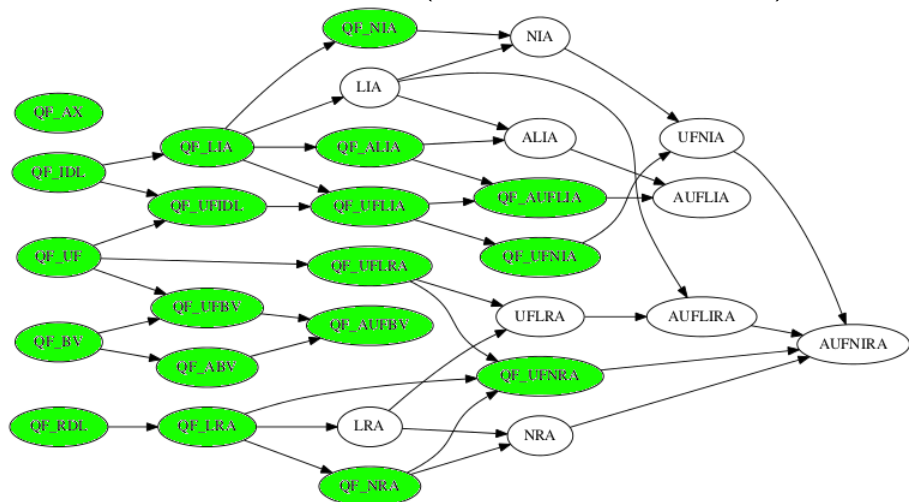 QF_NIA
NIA
LIA
QF_AX
QF_LIA
QF_ALIA
ALIA
UFNIA
QF_IDL
QF_UFIDL
QF_UFLIA
QF_AUFLIA
AUFLIA
QF_UF
QF_UFLRA
QF_UFNIA
QF_UFBV
QF_AUFBV
UFLRA
AUFLIRA
QF_BV
QF_ABV
QF_UFNRA
AUFNIRA
QF_RDL
QF_LRA
LRA
NRA
QF_NRA